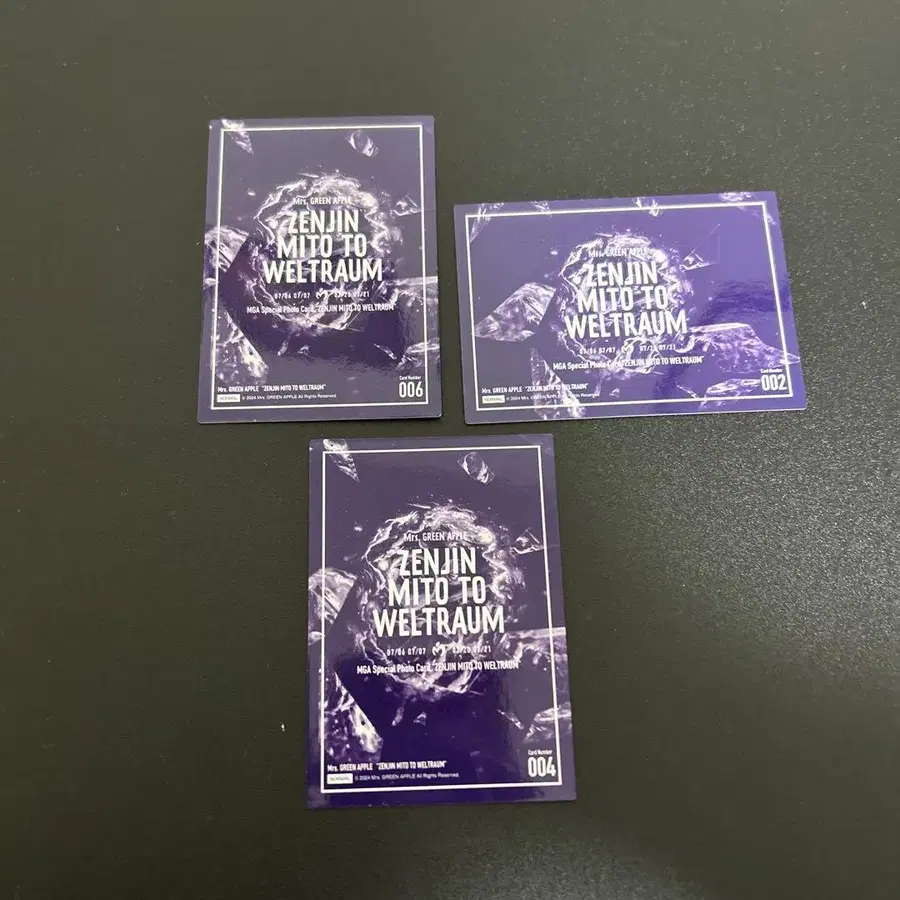 Mrs. GREEN APPLE
ZENJIN
MITO TO
WELTRAUM
07/06 07/07 07/20 07/21
MGA Special Photo Card, "ZENJIN MITO TO WELTRAUM"
Card Number
006
Mrs. GREEN APPLE "ZENJIN MITO TO WELTRAUM"
NORMAL © 2024 Mrs. GREEN APPLE All Rights Reserved.
Mrs. GREEN APPLE
ZENJIN
MITO TO
WELTRAUM
07/06 07/07 07/20 07/21
MGA Special Photo Card, "ZENJIN MITO TO WELTRAUM"
Card Number
002
Mrs. GREEN APPLE "ZENJIN MITO TO WELTRAUM"
NORMAL © 2024 Mrs. GREEN APPLE All Rights Reserved.
Mrs. GREEN APPLE
ZENJIN
MITO TO
WELTRAUM
07/06 07/07 07/20 07/21
MGA Special Photo Card, "ZENJIN MITO TO WELTRAUM"
Card Number
004
Mrs. GREEN APPLE "ZENJIN MITO TO WELTRAUM"
NORMAL © 2024 Mrs. GREEN APPLE All Rights Reserved.